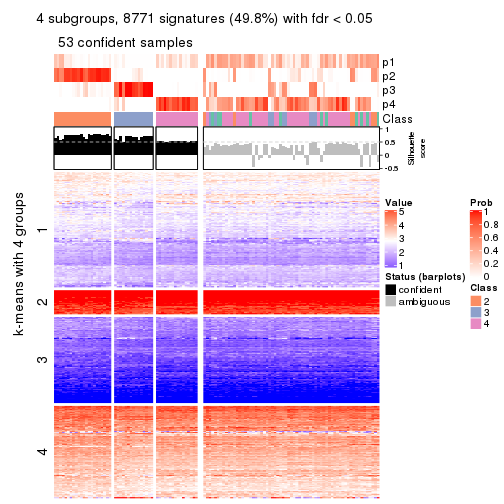 4 subgroups, 8771 signatures (49.8%) with fdr < 0.05
53 confident samples
p1
p2
p3
p4
Class
1
0.5
0
-0.5
Silhouette
score
k-means with 4 groups
1
2
3
4
Value
5
4
3
2
1
Status (barplots)
confident
ambiguous
Prob
1
0.8
0.6
0.4
0.2
0
Class
2
3
4